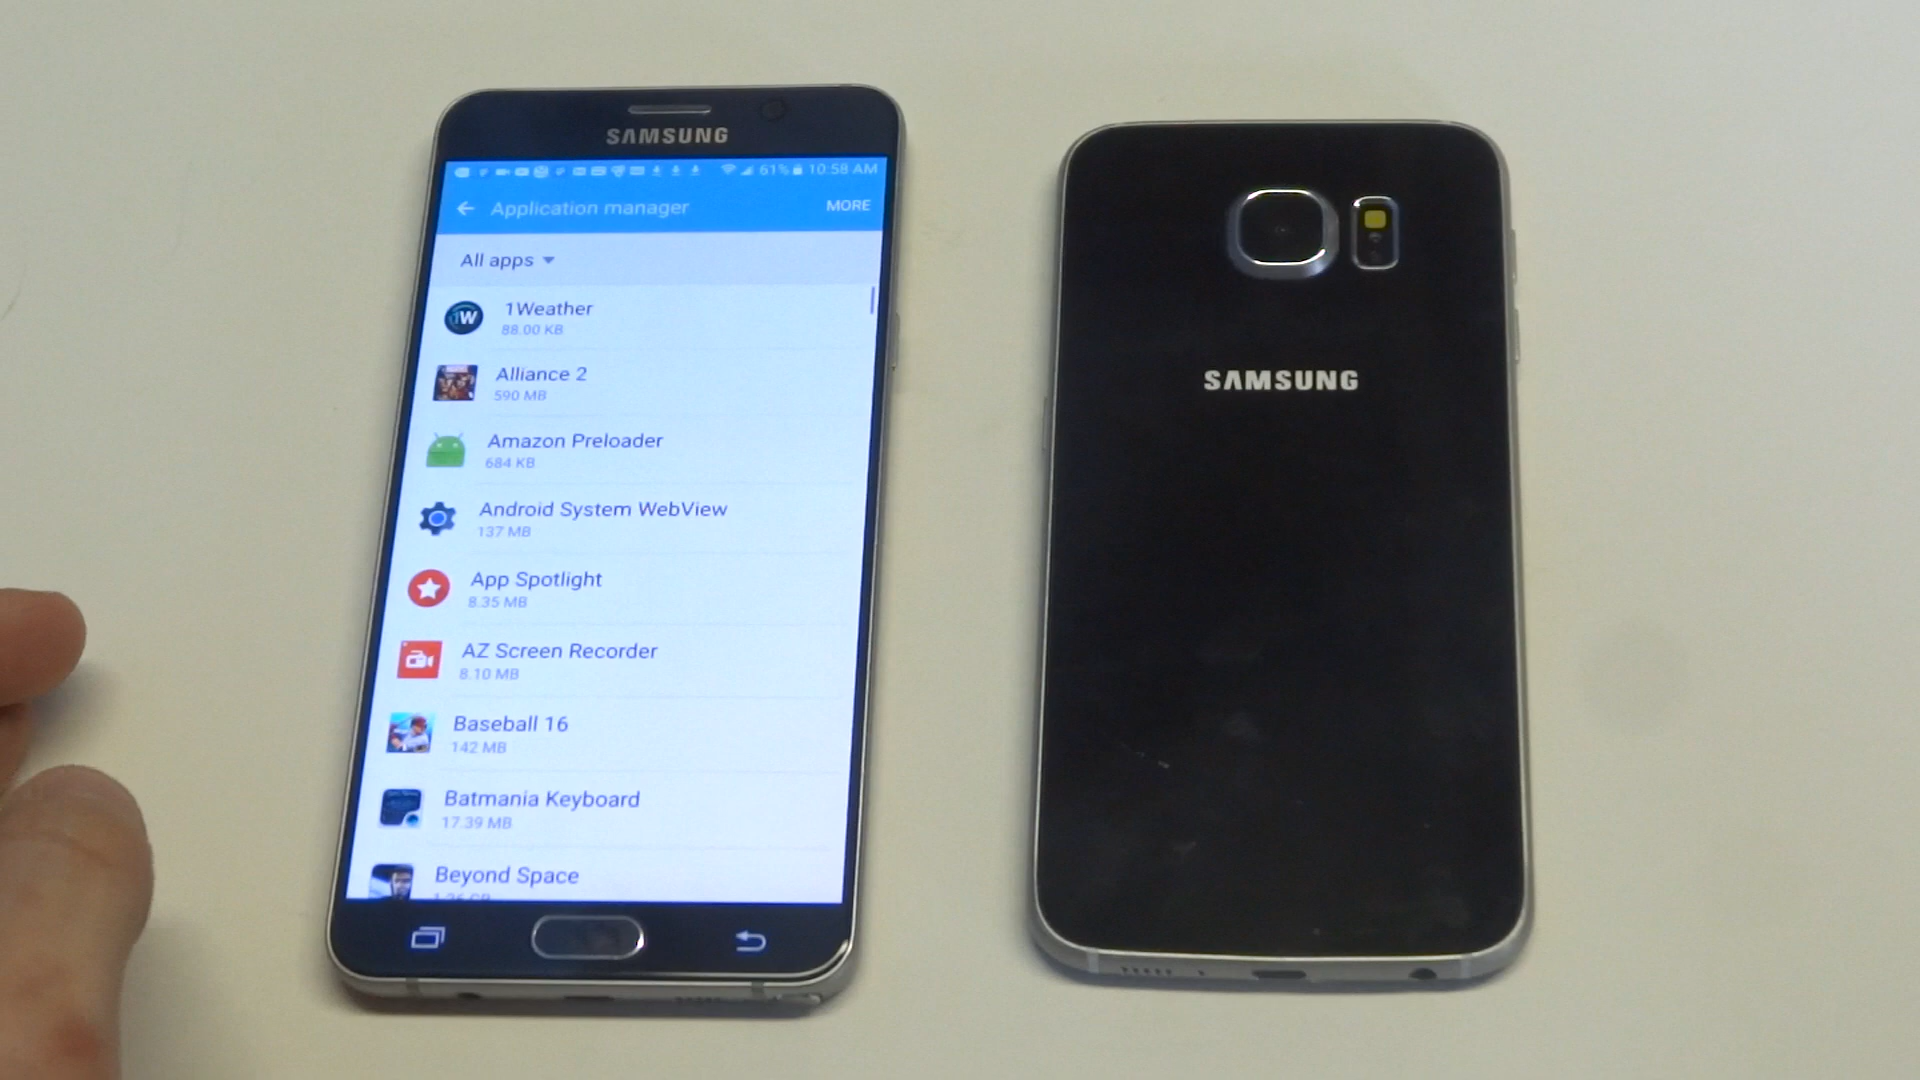 SAMSUNG
61% 10:58 AM
Application manager MORE
All apps
1Weather
88.00 KB
Alliance 2
590 MB
Amazon Preloader
684 KB
Android System WebView
137 MB
App Spotlight
8.35 MB
AZ Screen Recorder
8.10 MB
Baseball 16
142 MB
Batmania Keyboard
17.39 MB
Beyond Space
SAMSUNG